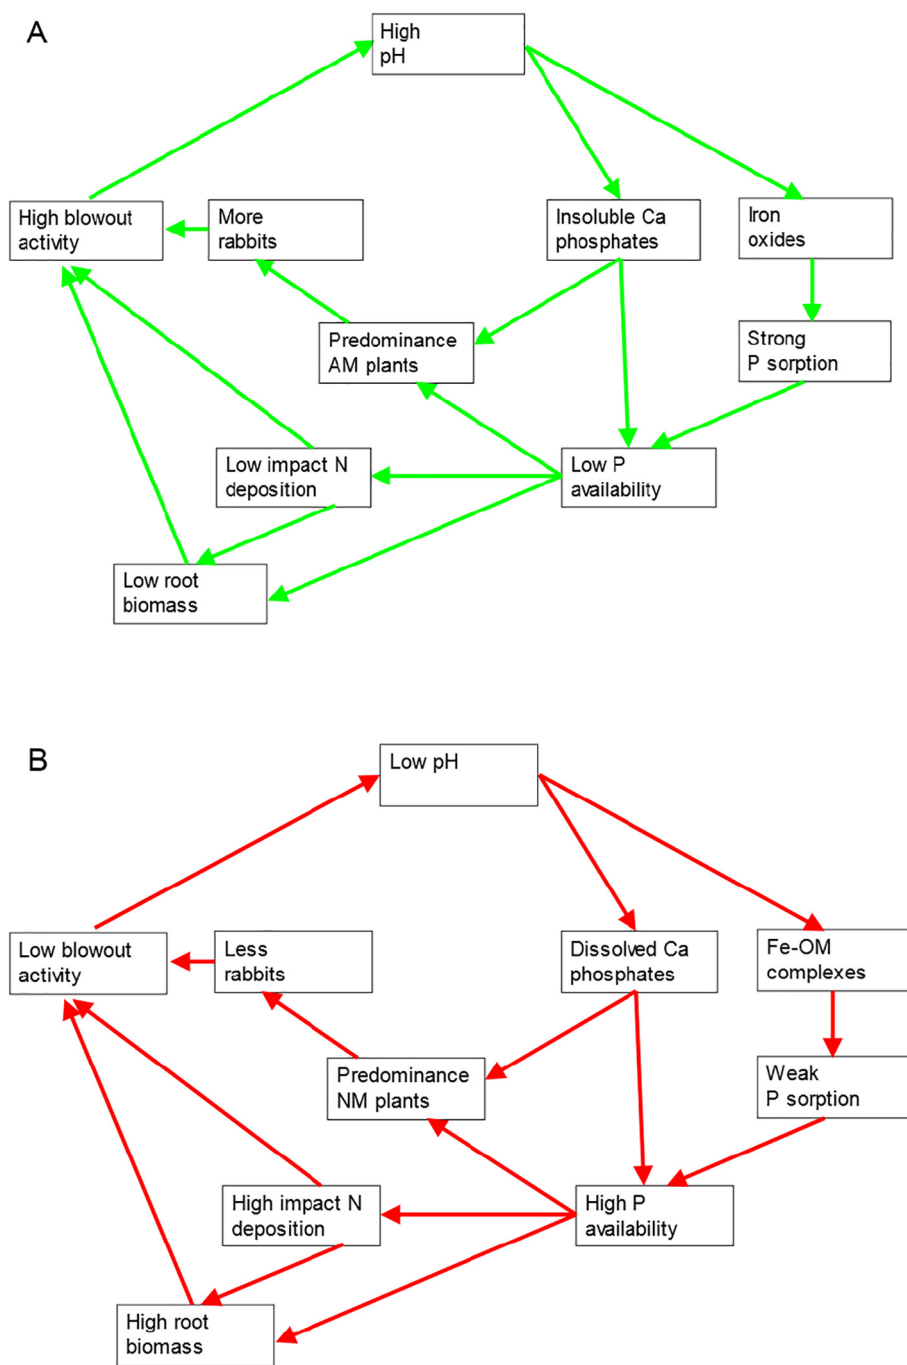 A
High
pH
High blowout
activity
More
rabbits
Insoluble Ca
phosphates
Iron
oxides
Predominance
AM plants
Strong
P sorption
Low impact N
deposition
Low P
availability
Low root
biomass
B
Low pH
Low blowout
activity
Less
rabbits
Dissolved Ca
phosphates
Fe-OM
complexes
Predominance
NM plants
Weak
P sorption
High impact N
deposition
High P
availability
High root
biomass